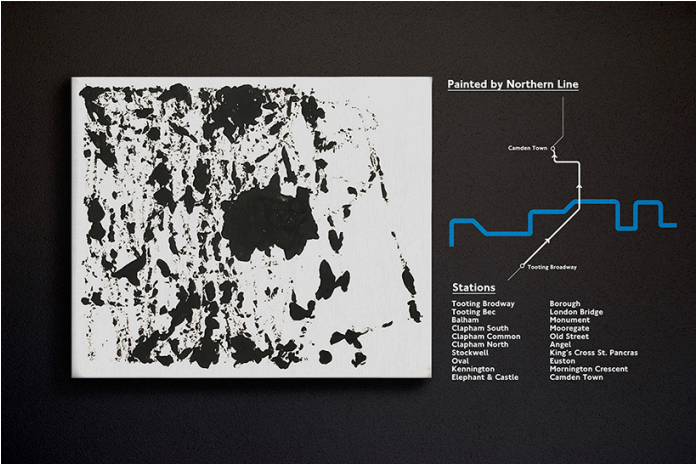 Painted by Northern Line
Camden Town
Tooting Broadway
Stations
Tooting Brodway
Tooting Bec
Balham
Clapham South
Clapham Common
Clapham North
Stockwell
Oval
Kennington
Elephant & Castle
Borough
London Bridge
Monument
Mooregate
Old Street
Angel
King's Cross St. Pancras
Euston
Mornington Crescent
Camden Town